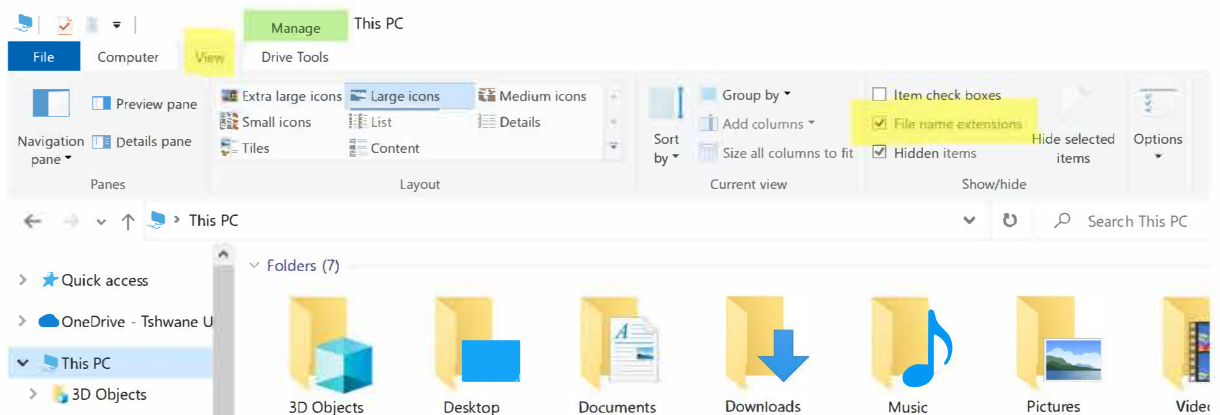 Manage This PC
File Computer View Drive Tools
Extra large icons Large icons Medium icons
Small icons List Details
Tiles Content
Preview pane
Details pane
Navigation
pane
Panes
Layout
Sort
by
Group by
Add columns
Size all columns to fit
Current view
Item check boxes
File name extensions
Hidden items
Hide selected
items
Show/hide
Options
This PC
Search This PC
Quick access
OneDrive - Tshwane U
This PC
3D Objects
Folders (7)
3D Objects Desktop Documents Downloads Music Pictures Video